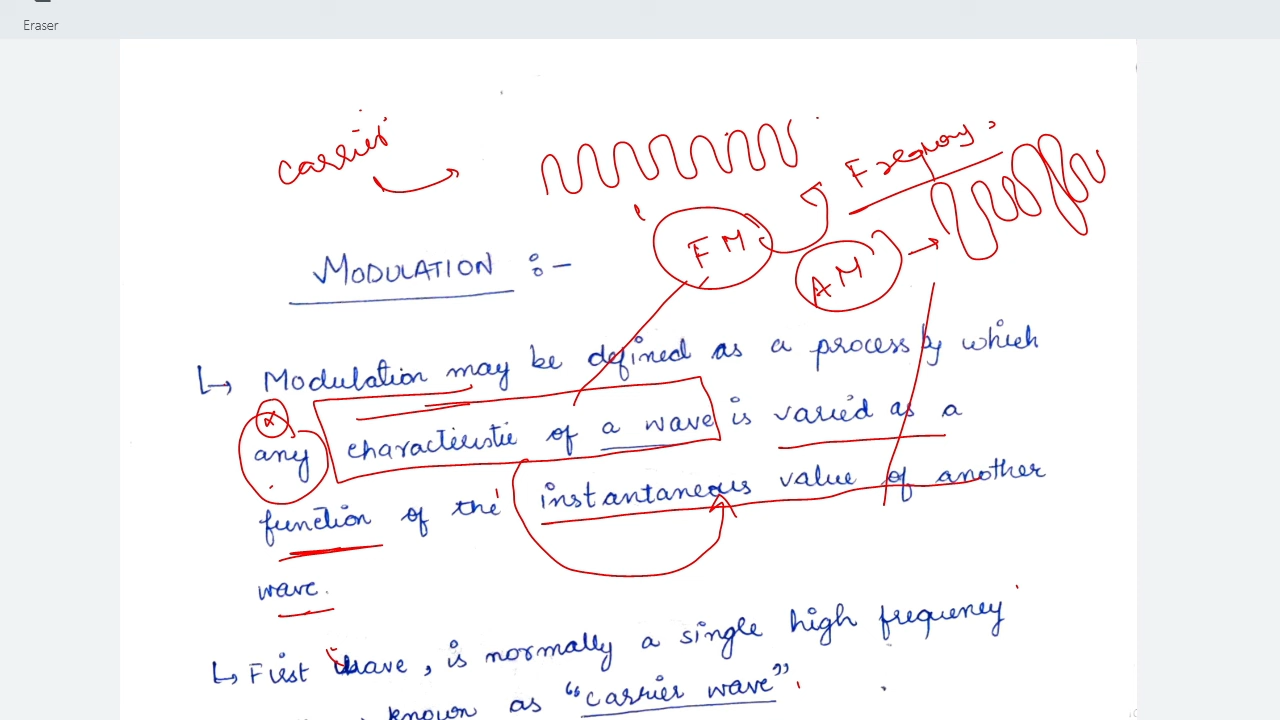 Eraser
carrier
Frequency
FM
AM
MODULATION :-
↳ Modulation may be defined as a process by which
any characteristic of a wave is varied as a
function of the instantaneous value of another
wave.
↳ First wave, is normally a single high frequency
known as "carrier wave".